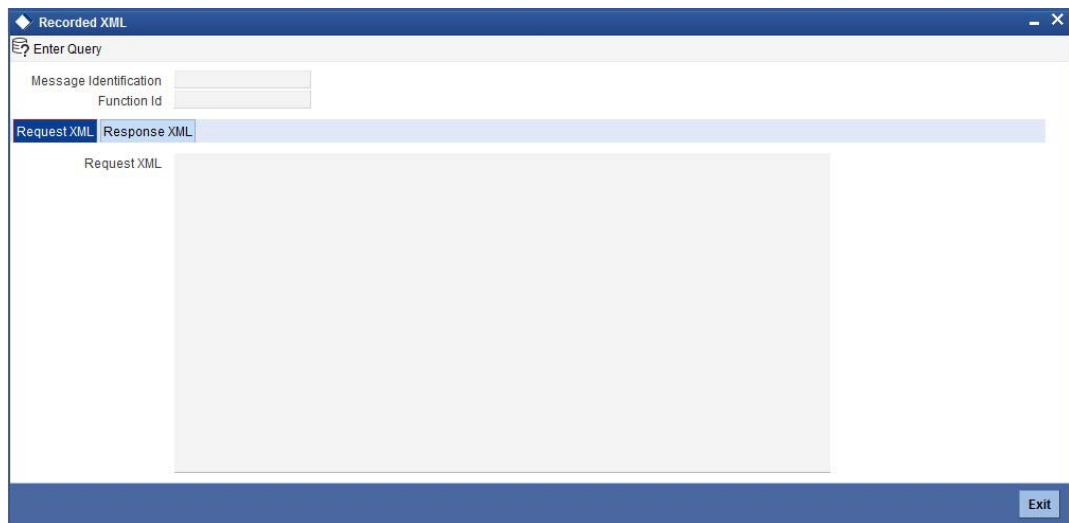 Recorded XML
Enter Query
Message Identification
Function Id
Request XML Response XML
Request XML
Exit